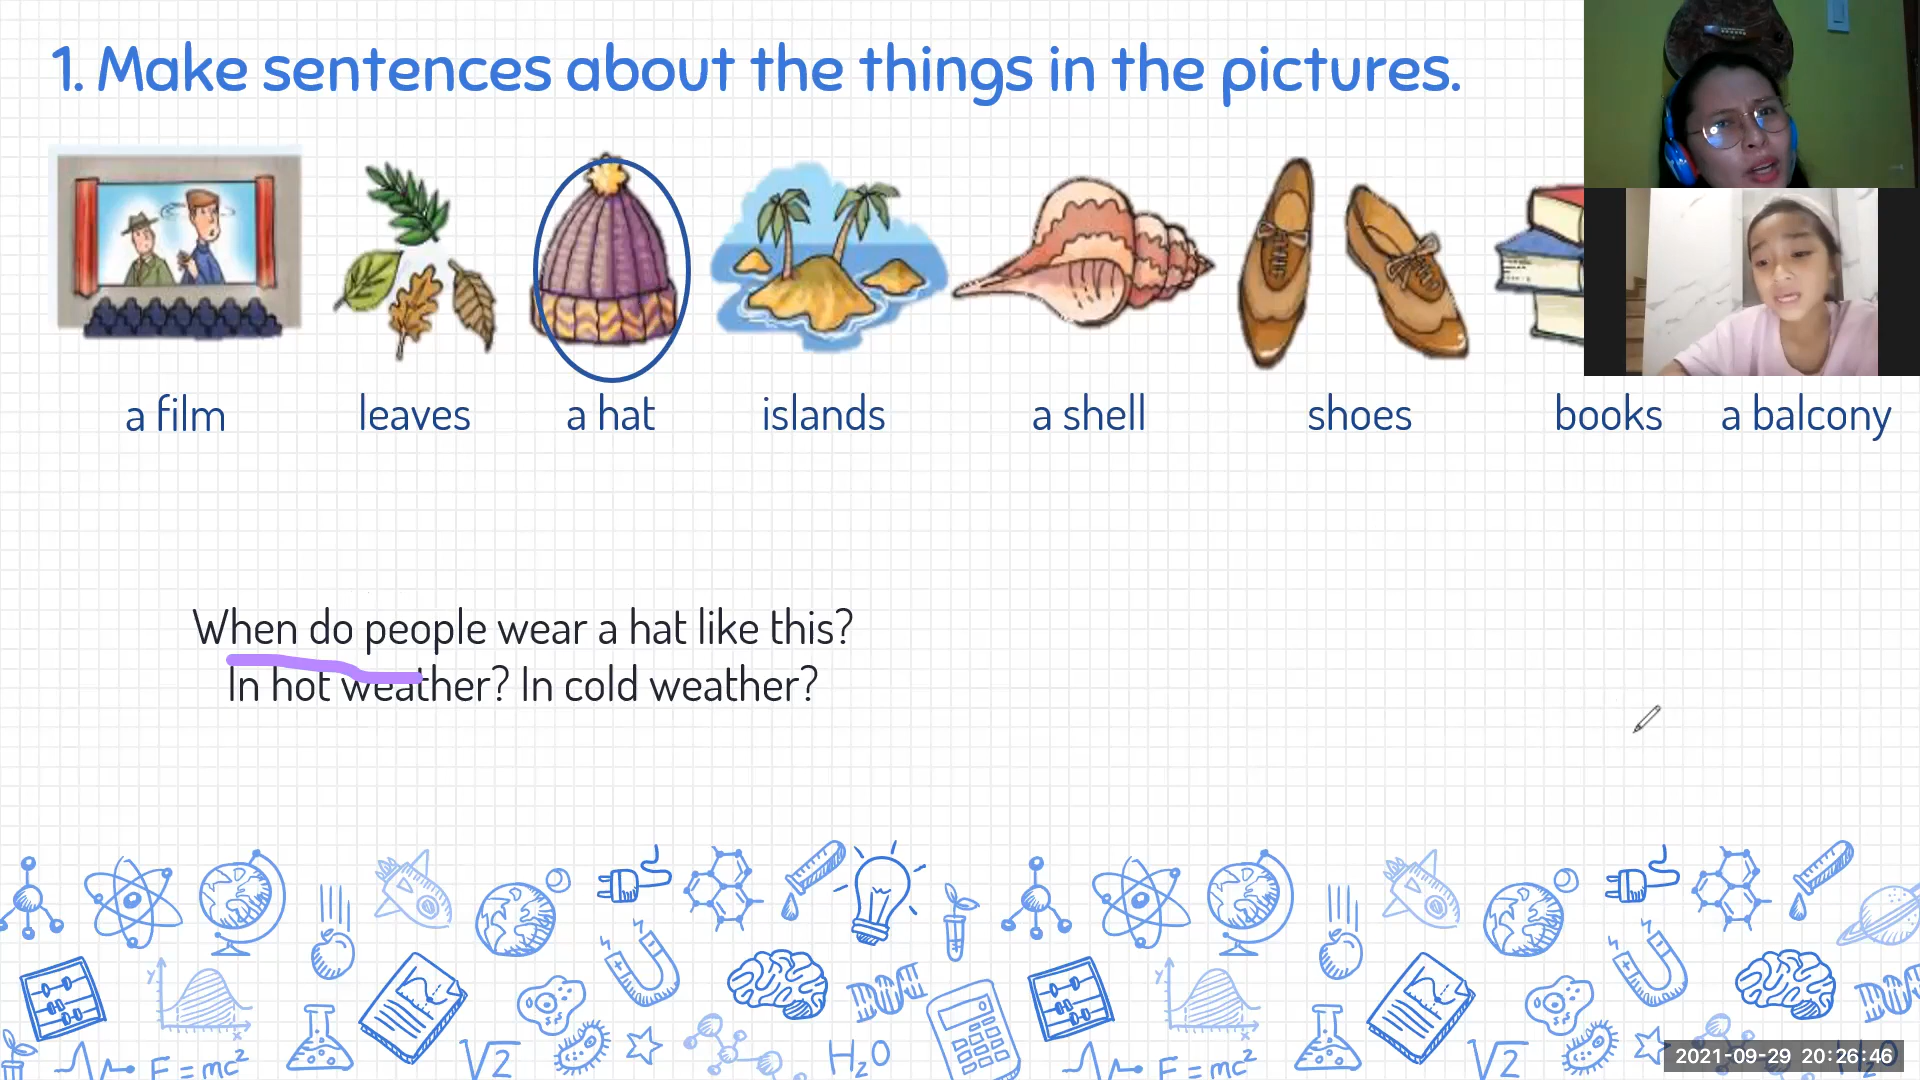 1. Make sentences about the things in the pictures.
a film leaves a hat islands a shell shoes books a balcony
When do people wear a hat like this?
In hot weather? In cold weather?
F = mc² √2 H₂O F = mc² √2 H₂O
2021-09-29 20:26:46